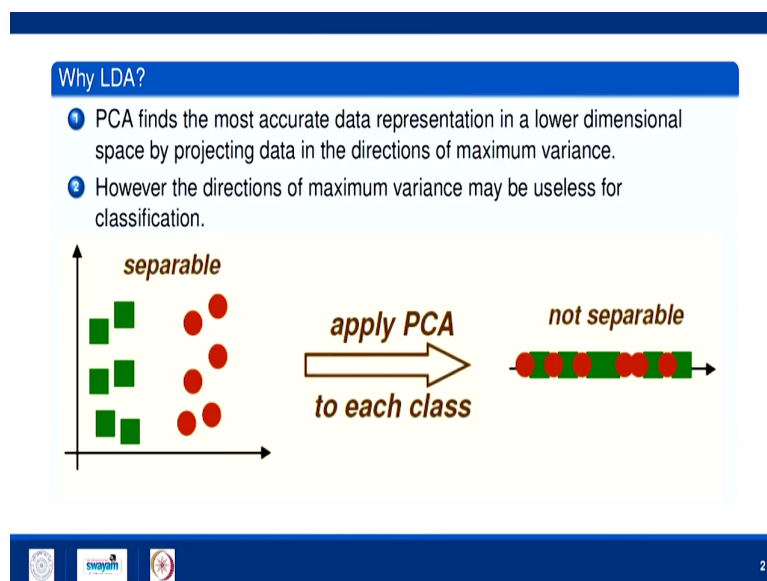 Why LDA?
1 PCA finds the most accurate data representation in a lower dimensional
space by projecting data in the directions of maximum variance.
2 However the directions of maximum variance may be useless for
classification.
separable
apply PCA
to each class
not separable
swayam
2